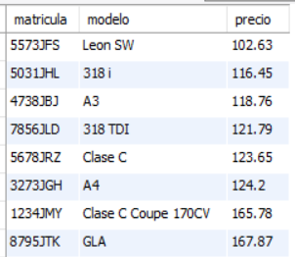 matricula modelo precio
5573JFS Leon SW 102.63
5031JHL 318 i 116.45
4738JBJ A3 118.76
7856JLD 318 TDI 121.79
5678JRZ Clase C 123.65
3273JGH A4 124.2
1234JMY Clase C Coupe 170CV 165.78
8795JTK GLA 167.87